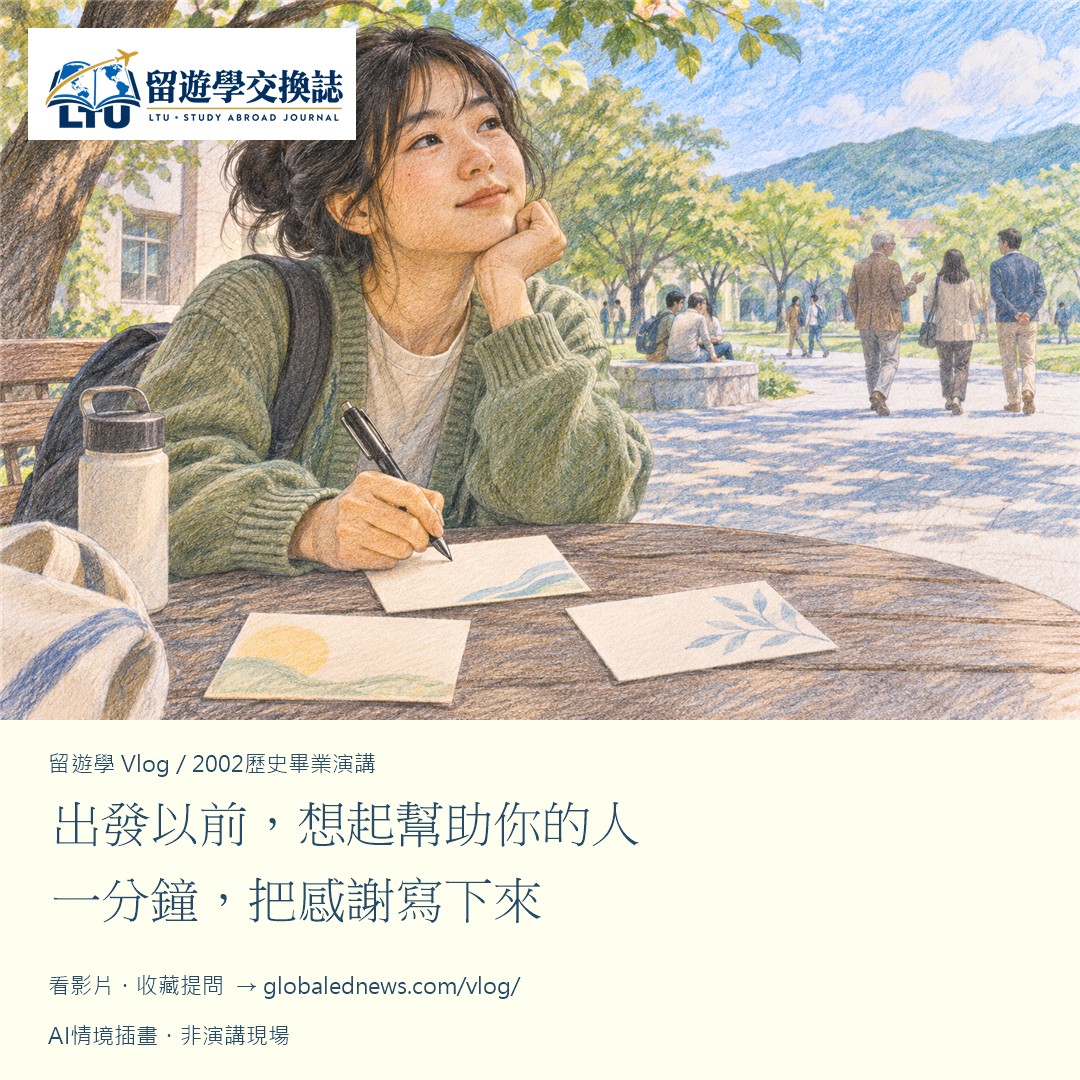 留遊學交換誌
LTU
LTU・STUDY ABROAD JOURNAL
留遊學 Vlog / 2002歷史畢業演講
出發以前，想起幫助你的人
一分鐘，把感謝寫下來
看影片・收藏提問 → globalednews.com/vlog/
AI情境插畫・非演講現場